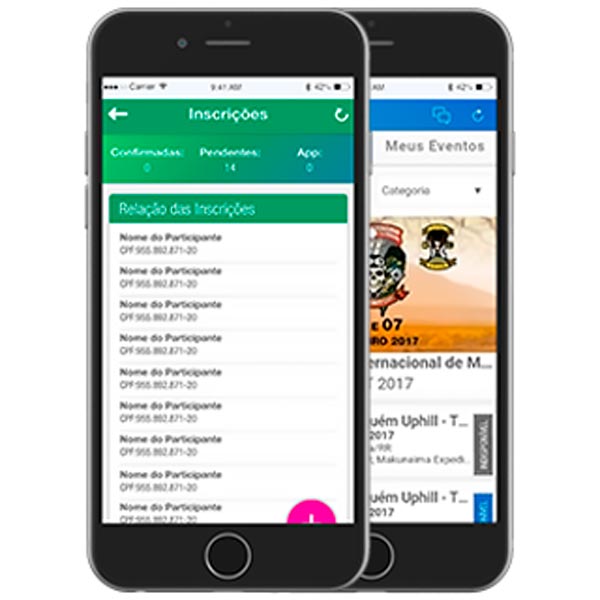 Carrier 9:41 AM 42%
Inscrições
Confirmadas: Pendentes: App:
0 14 0
Relação das Inscrições
Nome do Participante
CPF:955.892.871-20
Nome do Participante
CPF:955.892.871-20
Nome do Participante
CPF:955.892.871-20
Nome do Participante
CPF:955.892.871-20
Nome do Participante
CPF:955.892.871-20
Nome do Participante
CPF:955.892.871-20
Nome do Participante
CPF:955.892.871-20
Nome do Participante
CPF:955.892.871-20
Nome do Participante
CPF:955.892.871-20
+
AM 42%
Meus Eventos
Categoria
E 07
RO 2017
ernacional de M...
T 2017
uém Uphill - T...
2017
a/RR
, Makunaima Expedi..
INDISPONÍVEL
uém Uphill - T...
2017